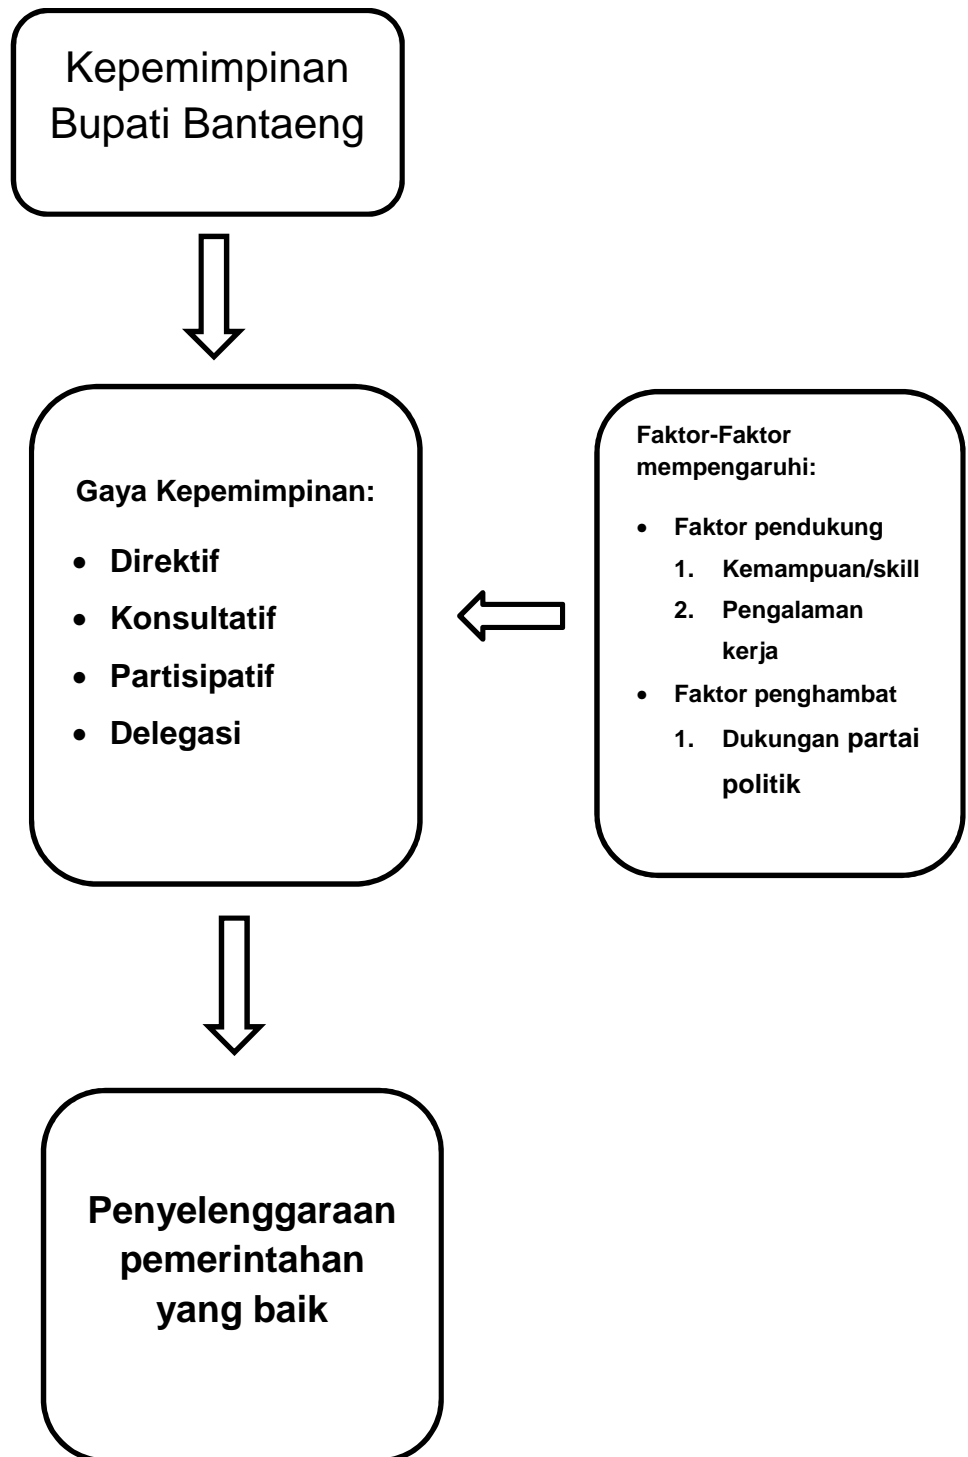 Kepemimpinan
Bupati Bantaeng
Gaya Kepemimpinan:
• Direktif
• Konsultatif
• Partisipatif
• Delegasi
Faktor-Faktor
mempengaruhi:
• Faktor pendukung
1. Kemampuan/skill
2. Pengalaman
kerja
• Faktor penghambat
1. Dukungan partai
politik
Penyelenggaraan
pemerintahan
yang baik